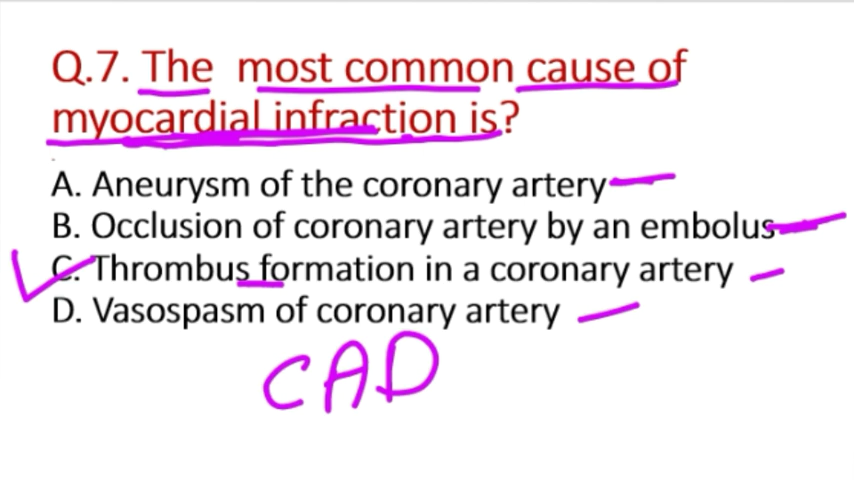 Q.7. The most common cause of
myocardial infraction is?
A. Aneurysm of the coronary artery
B. Occlusion of coronary artery by an embolus
C. Thrombus formation in a coronary artery
D. Vasospasm of coronary artery
CAD